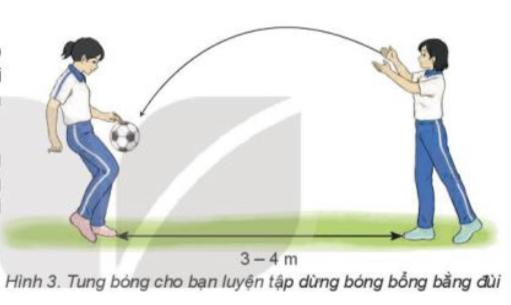 3 – 4 m
Hình 3. Tung bóng cho bạn luyện tập dừng bóng bổng bằng đùi